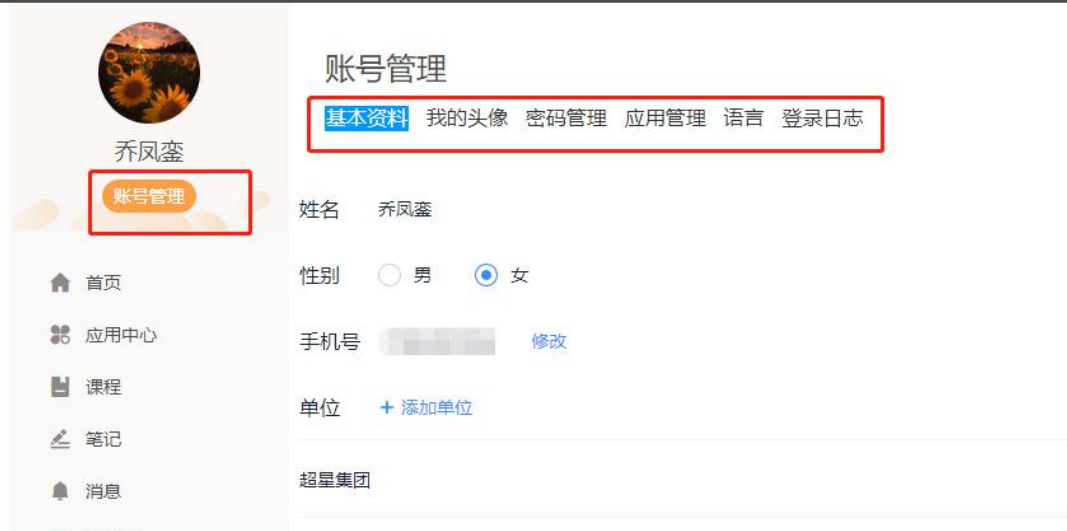 乔凤銮
账号管理
首页
应用中心
课程
笔记
消息
账号管理
基本资料 我的头像 密码管理 应用管理 语言 登录日志
姓名 乔凤銮
性别 男 女
手机号 修改
单位 + 添加单位
超星集团